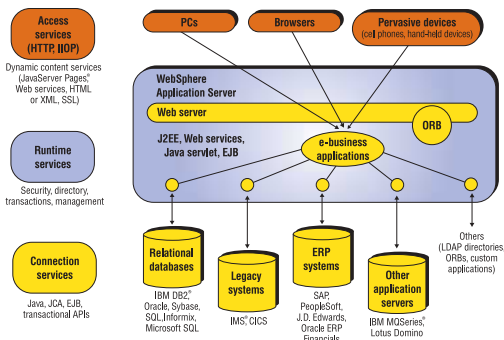 Access
services
(HTTP, IIOP)
Dynamic content services
(JavaServer Pages,®
Web services, HTML
or XML, SSL)
Runtime
services
Security, directory,
transactions, management
Connection
services
Java, JCA, EJB,
transactional APIs
PCs
Browsers
Pervasive devices
(cell phones, hand-held devices)
WebSphere
Application Server
Web server
ORB
J2EE, Web services,
Java servlet, EJB
e-business
applications
Relational
databases
IBM DB2,®
Oracle, Sybase,
SQL,Informix,
Microsoft SQL
Legacy
systems
IMS,® CICS
ERP
systems
SAP,
PeopleSoft,
J.D. Edwards,
Oracle ERP
Financials
Other
application
servers
IBM MQSeries,®
Lotus Domino
Others
(LDAP directories,
ORBs, custom
applications)